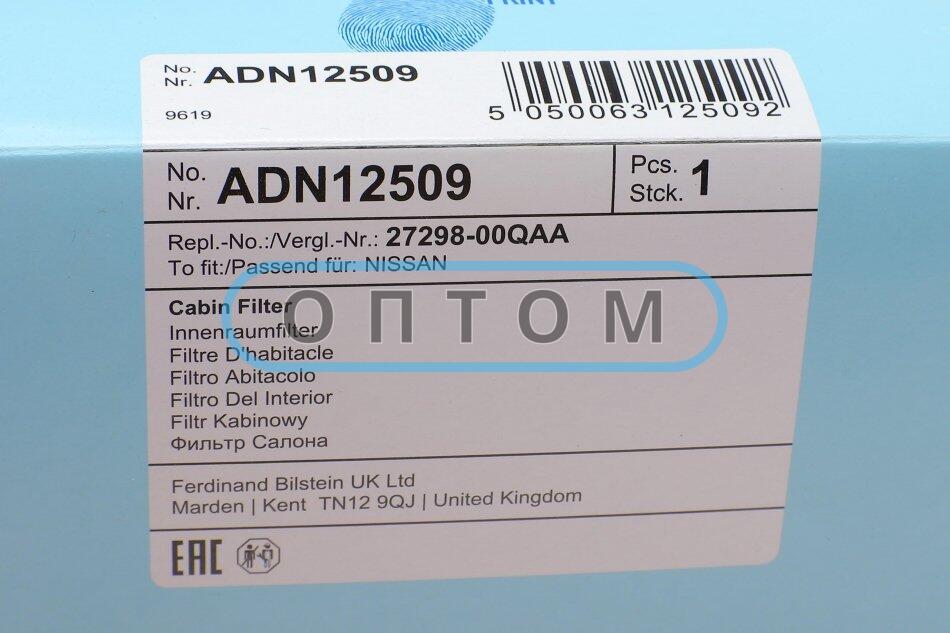 PRINT
No. ADN12509
Nr.
9619
5 050063 125092
No. ADN12509
Nr.
Pcs. 1
Stck.
Repl.-No.:/Vergl.-Nr.: 27298-00QAA
To fit:/Passend für: NISSAN
Cabin Filter
ОПТОМ
Innenraumfilter
Filtre D'habitacle
Filtro Abitacolo
Filtro Del Interior
Filtr Kabinowy
Фильтр Салона
Ferdinand Bilstein UK Ltd
Marden | Kent TN12 9QJ | United Kingdom
EAC